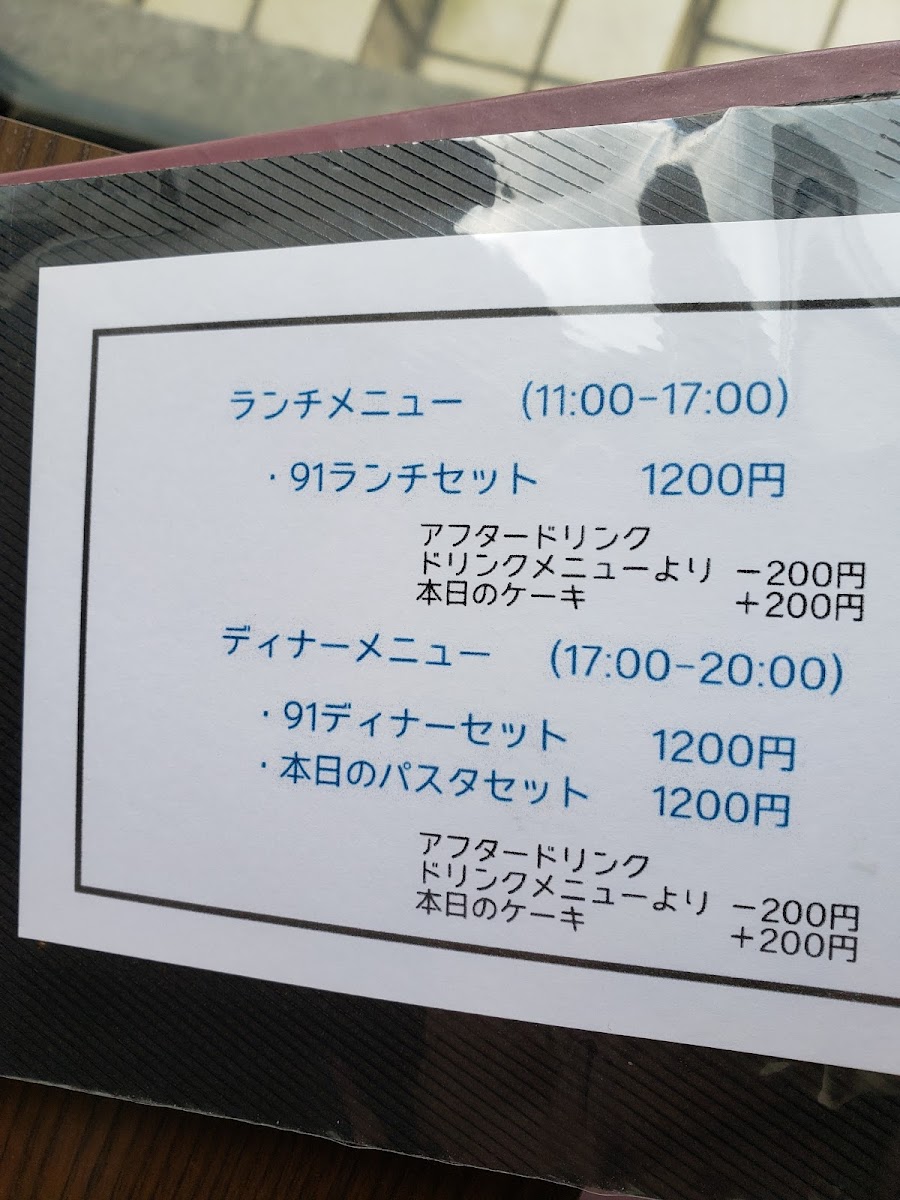 ランチメニュー (11:00-17:00)
・91ランチセット 1200円
アフタードリンク
ドリンクメニューより -200円
本日のケーキ +200円
ディナーメニュー (17:00-20:00)
・91ディナーセット 1200円
・本日のパスタセット 1200円
アフタードリンク
ドリンクメニューより -200円
本日のケーキ +200円